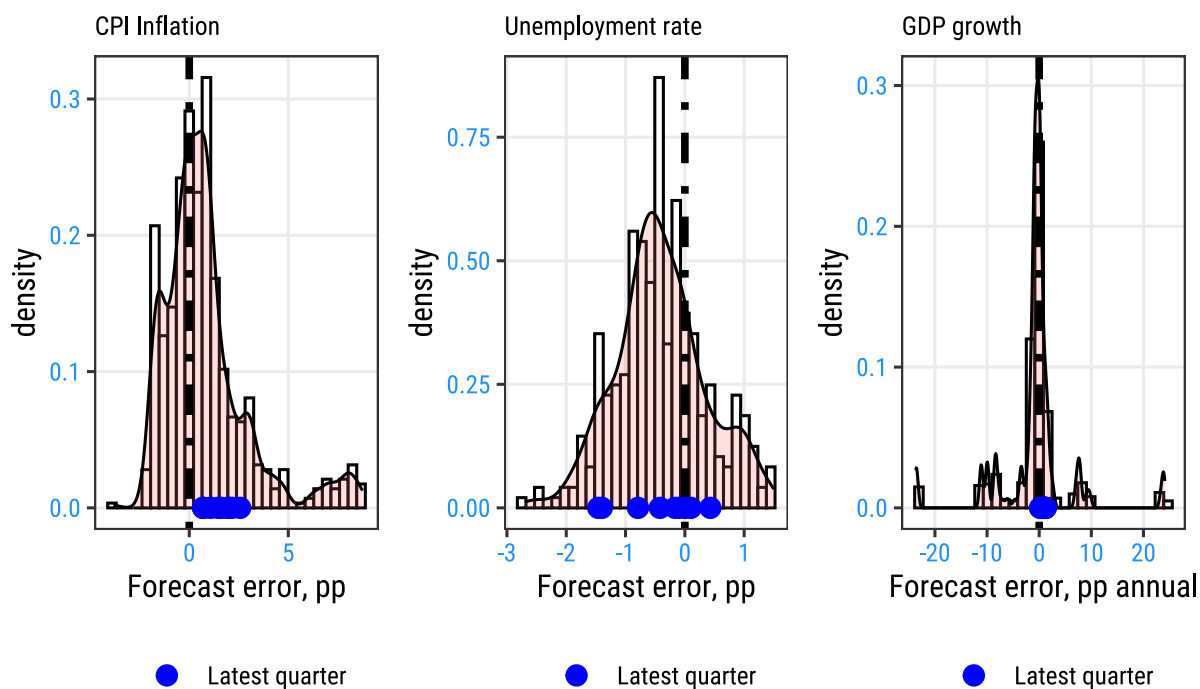 CPI Inflation
0.3
0.2
0.1
0.0
density
0 5
Forecast error, pp
Latest quarter
Unemployment rate
0.75
0.50
0.25
0.00
density
-3 -2 -1 0 1
Forecast error, pp
Latest quarter
GDP growth
0.3
0.2
0.1
0.0
density
-20 -10 0 10 20
Forecast error, pp annual
Latest quarter